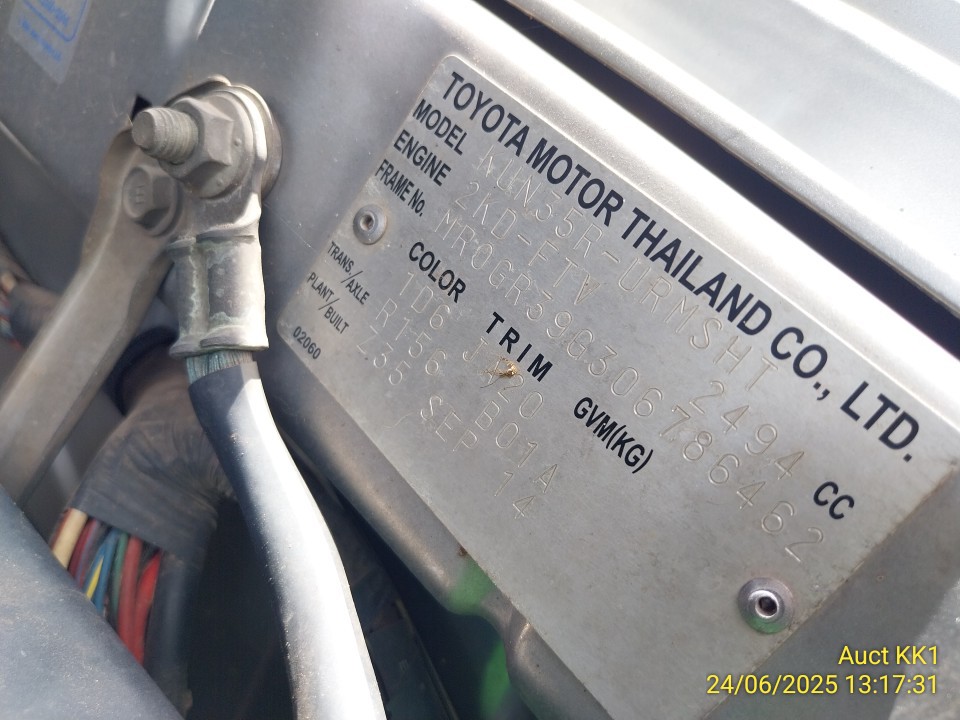 TOYOTA MOTOR THAILAND CO., LTD.
MODEL KUN35R-URMSHT
ENGINE 2KD-FTV 2494 CC
FRAME No. MR0GR39G306786462
COLOR TRIM GVM(KG)
1D6 20
TRANS/AXLE R156 B01A
PLANT/BUILT 235 / SEP 14
02060
Auct KK1
24/06/2025 13:17:31